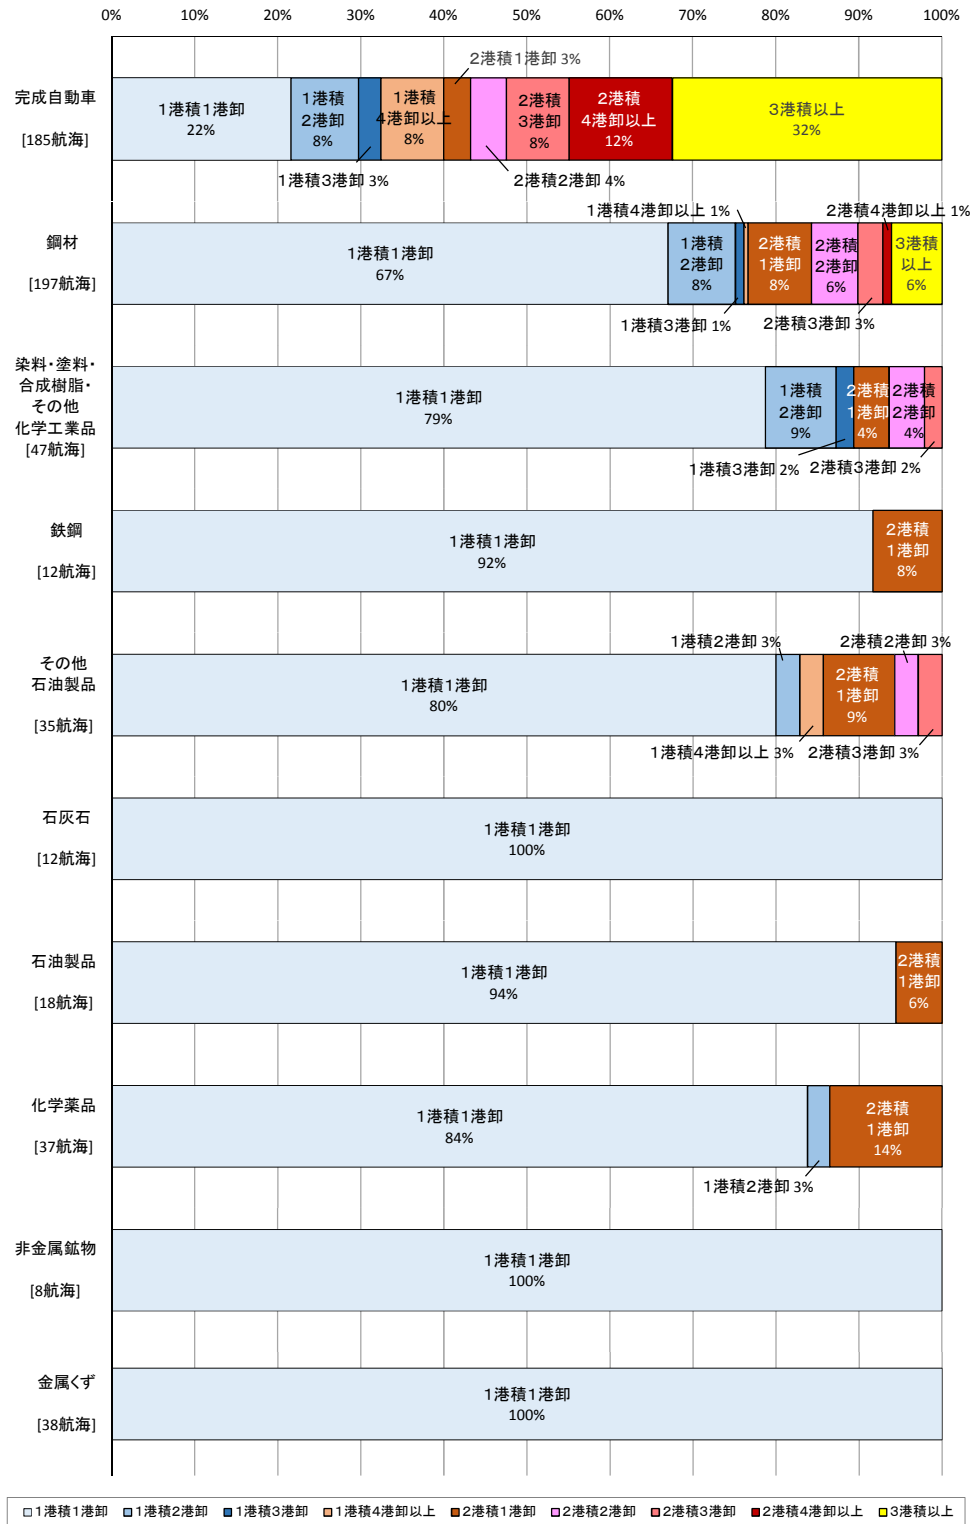 0% 10% 20% 30% 40% 50% 60% 70% 80% 90% 100%
完成自動車
[185航海]
2港積1港卸 3%
1港積1港卸
22%
1港積
2港卸
8%
1港積
4港卸以上
8%
2港積
3港卸
8%
2港積
4港卸以上
12%
3港積以上
32%
1港積3港卸 3%
2港積2港卸 4%
鋼材
[197航海]
1港積4港卸以上 1%
2港積4港卸以上 1%
1港積1港卸
67%
1港積
2港卸
8%
2港積
1港卸
8%
2港積
2港卸
6%
3港積
以上
6%
1港積3港卸 1%
2港積3港卸 3%
染料・塗料・
合成樹脂・
その他
化学工業品
[47航海]
1港積1港卸
79%
1港積
2港卸
9%
2港積
1港卸
4%
2港積
2港卸
4%
1港積3港卸 2%
2港積3港卸 2%
鉄鋼
[12航海]
1港積1港卸
92%
2港積
1港卸
8%
その他
石油製品
[35航海]
1港積2港卸 3%
2港積2港卸 3%
1港積1港卸
80%
2港積
1港卸
9%
1港積4港卸以上 3%
2港積3港卸 3%
石灰石
[12航海]
1港積1港卸
100%
石油製品
[18航海]
1港積1港卸
94%
2港積
1港卸
6%
化学薬品
[37航海]
1港積1港卸
84%
2港積
1港卸
14%
1港積2港卸 3%
非金属鉱物
[8航海]
1港積1港卸
100%
金属くず
[38航海]
1港積1港卸
100%
1港積1港卸 1港積2港卸 1港積3港卸 1港積4港卸以上 2港積1港卸 2港積2港卸 2港積3港卸 2港積4港卸以上 3港積以上